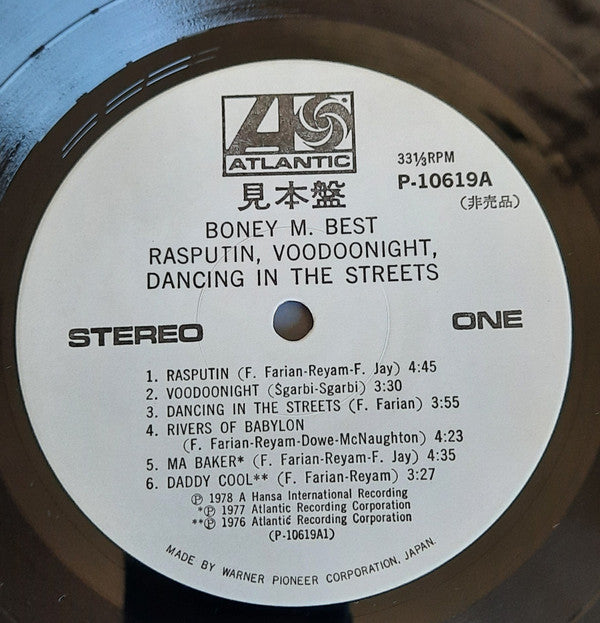 ATLANTIC
33⅓RPM
P-10619A
(非売品)
見本盤
BONEY M. BEST
RASPUTIN, VOODOONIGHT,
DANCING IN THE STREETS
STEREO
ONE
1. RASPUTIN (F. Farian-Reyam-F. Jay) 4:45
2. VOODOONIGHT (Sgarbi-Sgarbi) 3:30
3. DANCING IN THE STREETS (F. Farian) 3:55
4. RIVERS OF BABYLON
(F. Farian-Reyam-Dowe-McNaughton) 4:23
5. MA BAKER* (F. Farian-Reyam-F. Jay) 4:35
6. DADDY COOL** (F. Farian-Reyam) 3:27
℗ 1978 A Hansa International Recording
*℗ 1977 Atlantic Recording Corporation
**℗ 1976 Atlantic Recording Corporation
(P-10619A1)
MADE BY WARNER PIONEER CORPORATION, JAPAN.